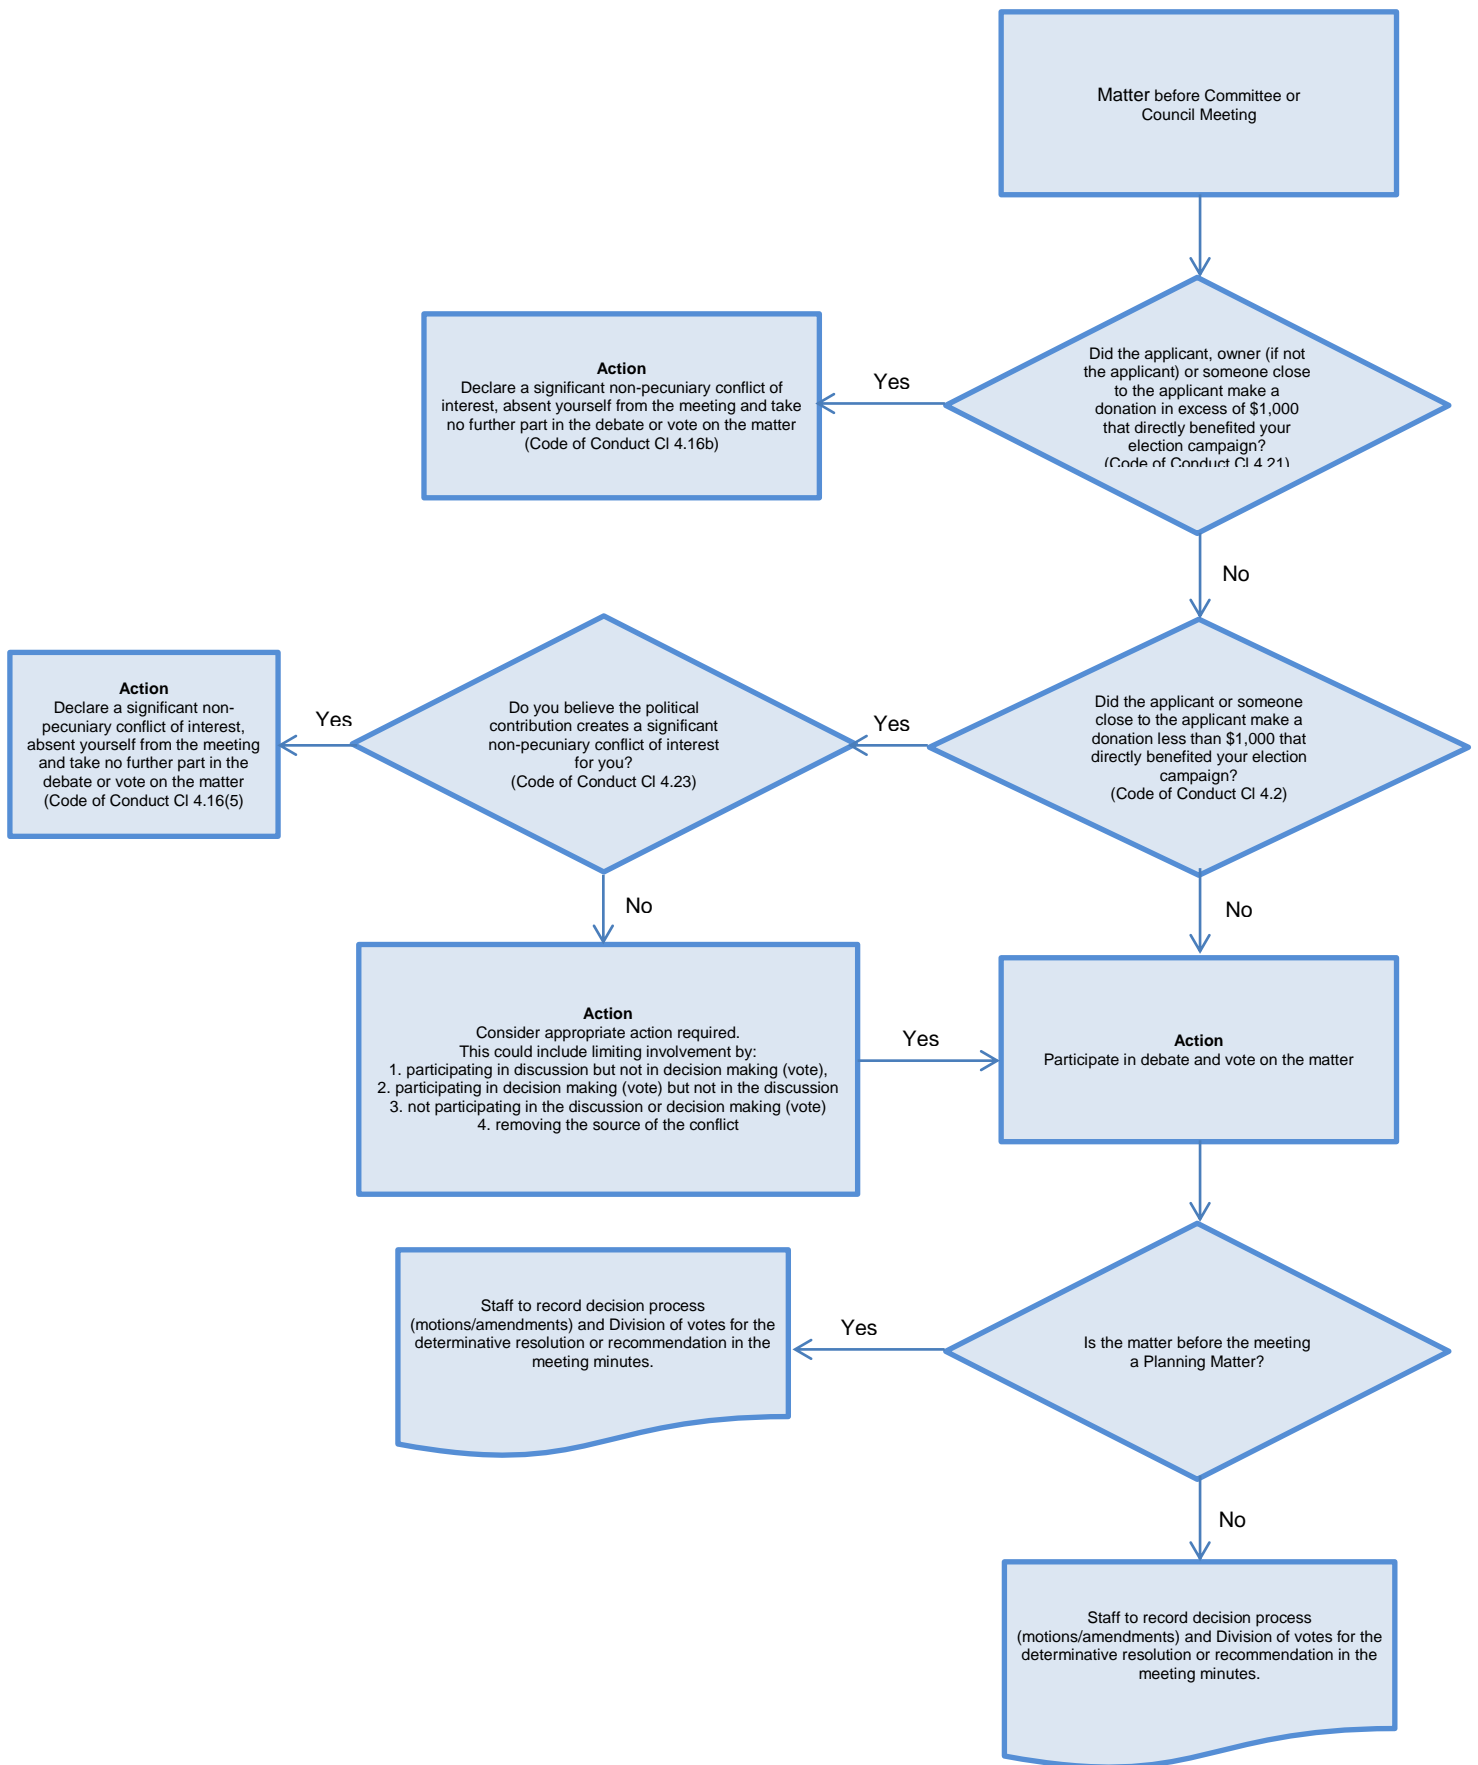 Matter before Committee or
Council Meeting
Did the applicant, owner (if not
the applicant) or someone close
to the applicant make a
donation in excess of $1,000
that directly benefited your
election campaign?
(Code of Conduct Cl 4.21)
Yes
Action
Declare a significant non-pecuniary conflict of
interest, absent yourself from the meeting and take
no further part in the debate or vote on the matter
(Code of Conduct Cl 4.16b)
No
Did the applicant or someone
close to the applicant make a
donation less than $1,000 that
directly benefited your election
campaign?
(Code of Conduct Cl 4.2)
Yes
Do you believe the political
contribution creates a significant
non-pecuniary conflict of interest
for you?
(Code of Conduct Cl 4.23)
Yes
Action
Declare a significant non-
pecuniary conflict of interest,
absent yourself from the meeting
and take no further part in the
debate or vote on the matter
(Code of Conduct Cl 4.16(5)
No
No
Action
Consider appropriate action required.
This could include limiting involvement by:
1. participating in discussion but not in decision making (vote),
2. participating in decision making (vote) but not in the discussion
3. not participating in the discussion or decision making (vote)
4. removing the source of the conflict
Yes
Action
Participate in debate and vote on the matter
Is the matter before the meeting
a Planning Matter?
Yes
Staff to record decision process
(motions/amendments) and Division of votes for the
determinative resolution or recommendation in the
meeting minutes.
No
Staff to record decision process
(motions/amendments) and Division of votes for the
determinative resolution or recommendation in the
meeting minutes.